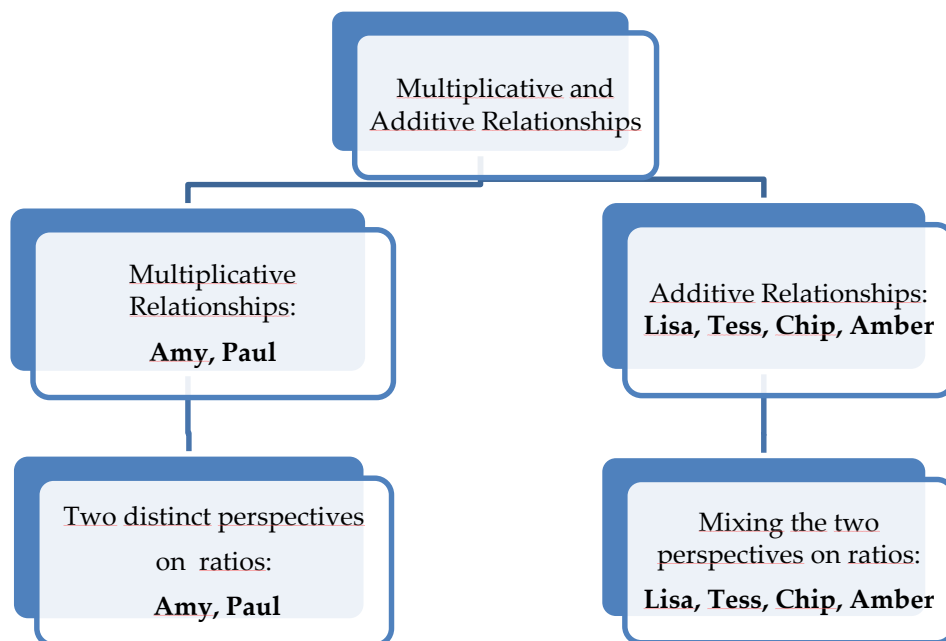 Multiplicative and
Additive Relationships
Multiplicative
Relationships:
Amy, Paul
Additive Relationships:
Lisa, Tess, Chip, Amber
Two distinct perspectives
on ratios:
Amy, Paul
Mixing the two
perspectives on ratios:
Lisa, Tess, Chip, Amber